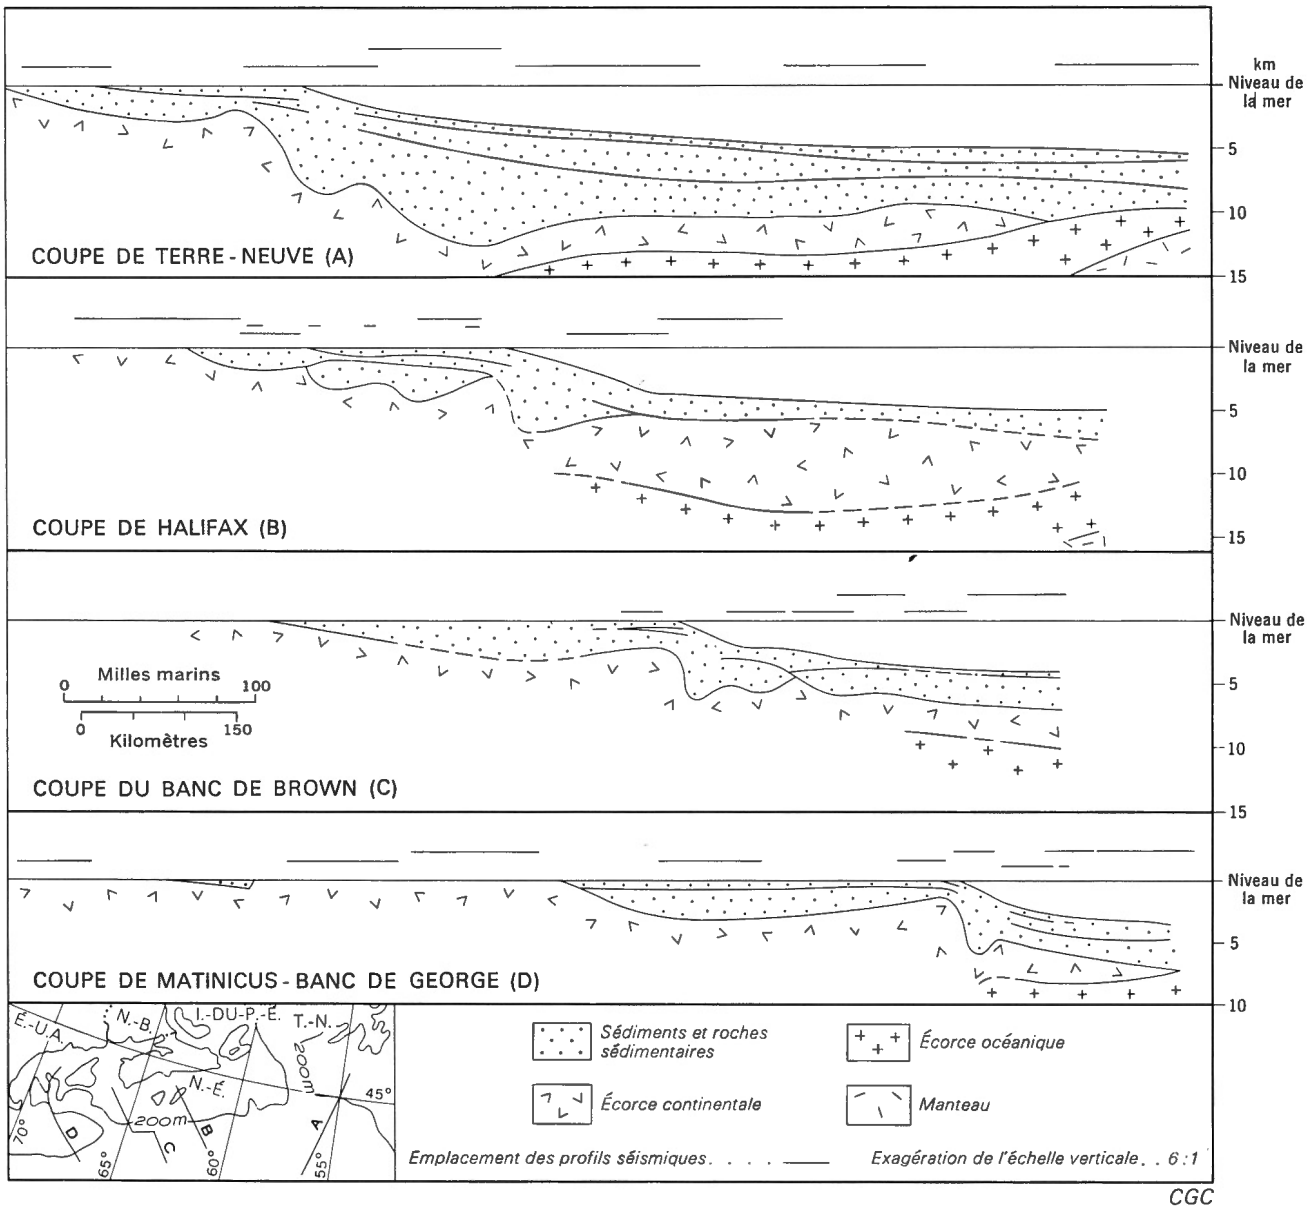 km
Niveau de
la mer
5
10
15
COUPE DE TERRE-NEUVE (A)
Niveau de
la mer
5
10
15
COUPE DE HALIFAX (B)
Niveau de
la mer
Milles marins
0 100
0 150
Kilomètres
5
10
15
COUPE DU BANC DE BROWN (C)
Niveau de
la mer
5
10
COUPE DE MATINICUS-BANC DE GEORGE (D)
É.-U.A.
N.-B.
I.-DU-P.-É.
T.-N.
200m
N.-É.
45°
200m
70°
D
65°
C
B
60°
A
55°
Sédiments et roches
sédimentaires
Écorce océanique
Écorce continentale
Manteau
Emplacement des profils séismiques. . . . .
Exagération de l'échelle verticale. . 6:1
CGC